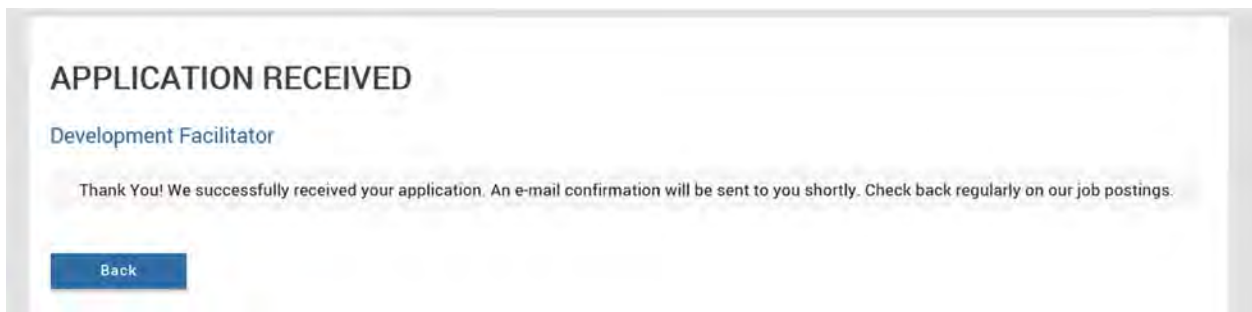 APPLICATION RECEIVED
Development Facilitator
Thank You! We successfully received your application. An e-mail confirmation will be sent to you shortly. Check back regularly on our job postings.
Back